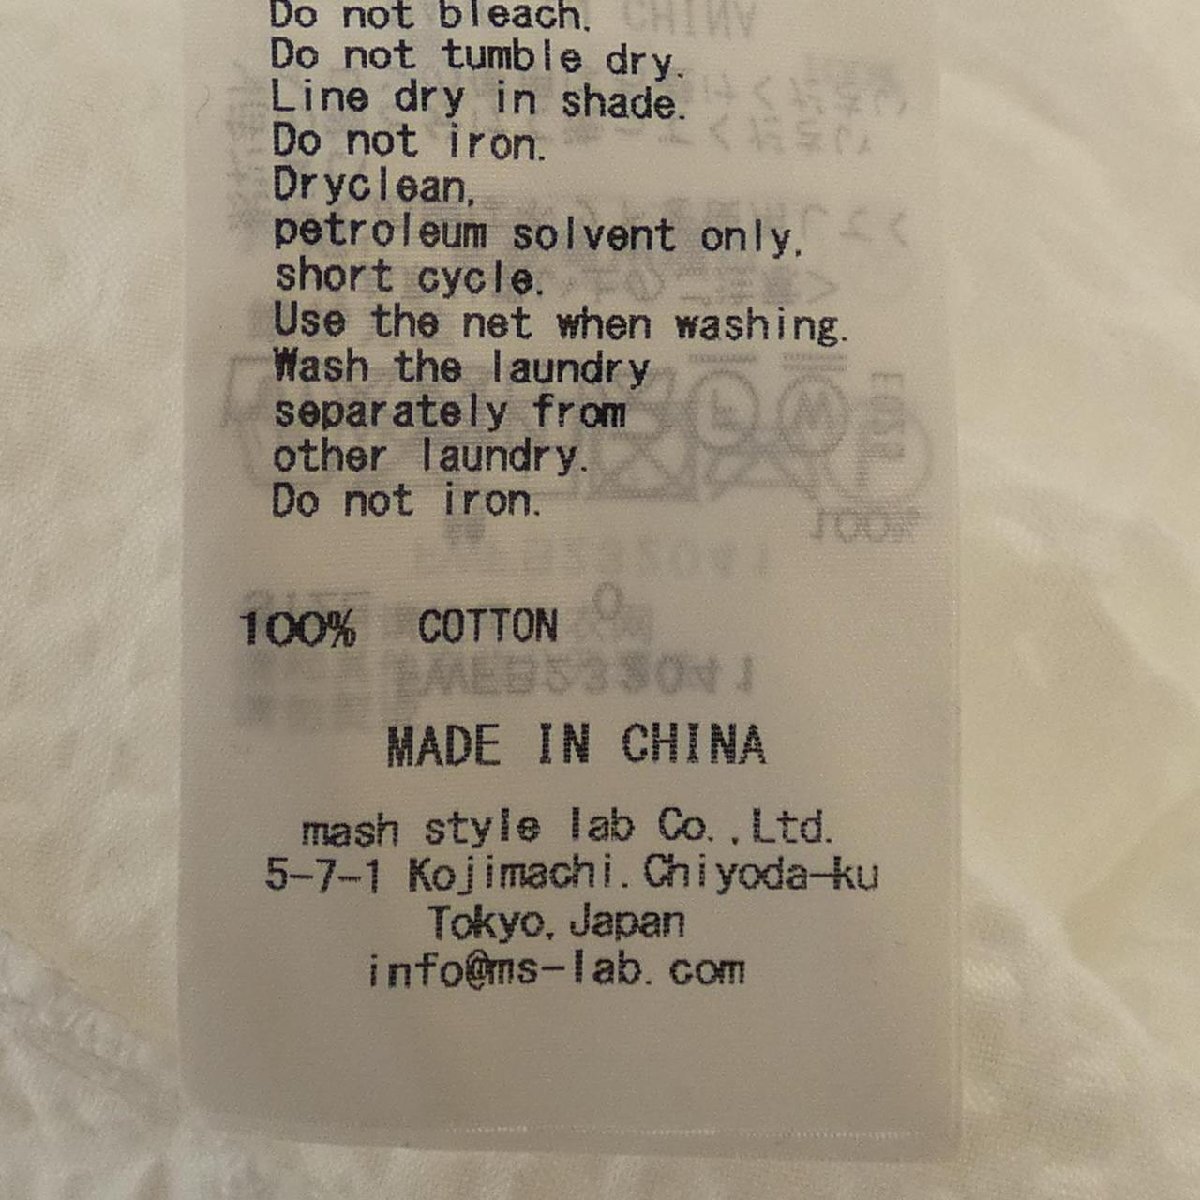 Do not bleach.
Do not tumble dry.
Line dry in shade.
Do not iron.
Dryclean,
petroleum solvent only,
short cycle.
Use the net when washing.
Wash the laundry
separately from
other laundry.
Do not iron.
100% COTTON
MADE IN CHINA
mash style lab Co.,Ltd.
5-7-1 Kojimachi.Chiyoda-ku
Tokyo,Japan
info@ms-lab.com